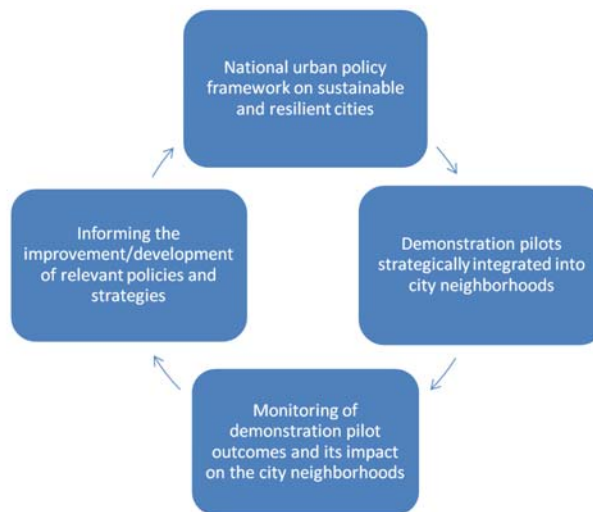 National urban policy
framework on sustainable
and resilient cities
Demonstration pilots
strategically integrated into
city neighborhoods
Monitoring of
demonstration pilot
outcomes and its impact
on the city neighborhoods
Informing the
improvement/development
of relevant policies and
strategies